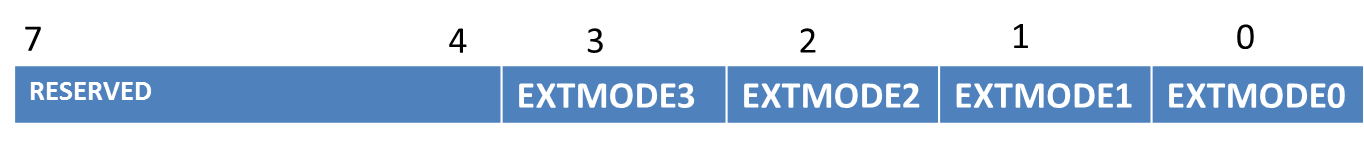 7 4 3 2 1 0
RESERVED EXTMODE3 EXTMODE2 EXTMODE1 EXTMODE0